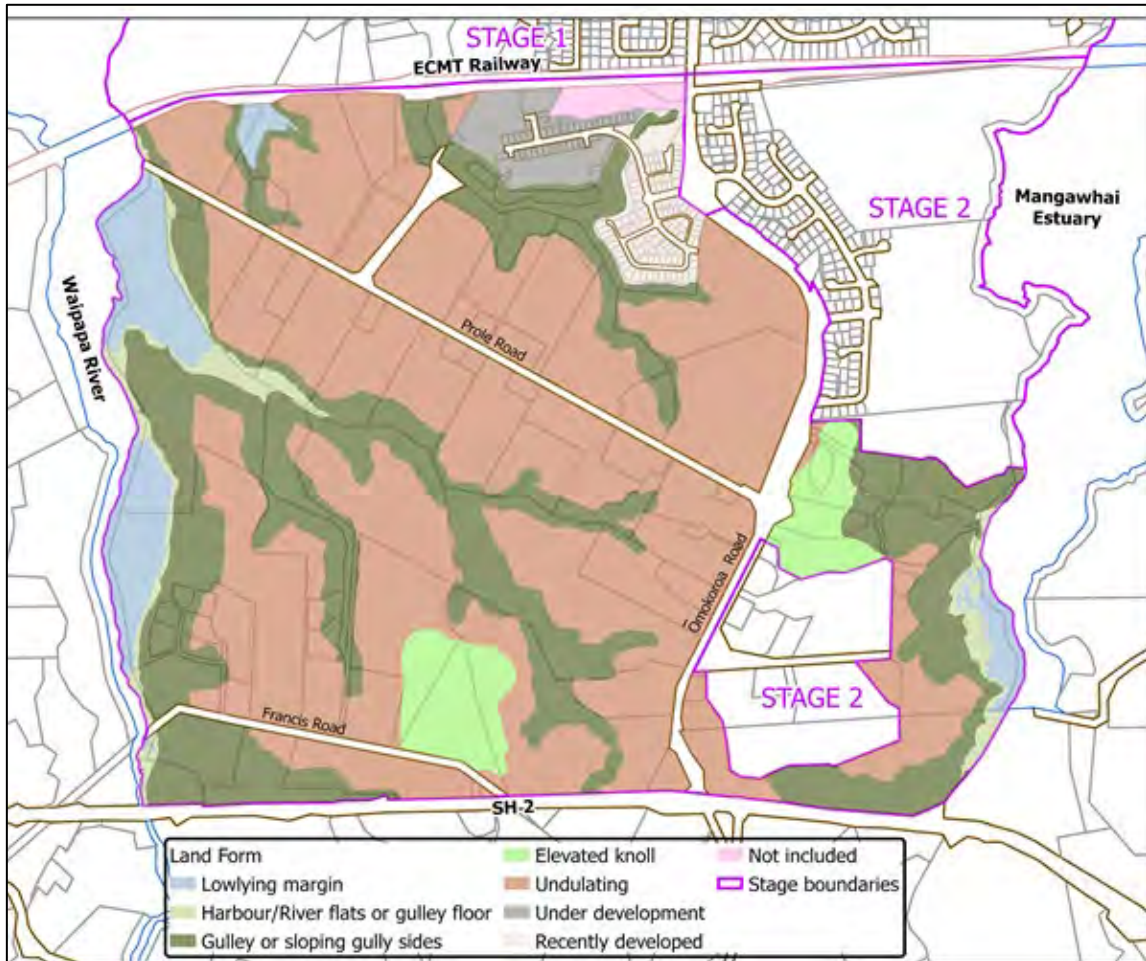 STAGE 1
ECMT Railway
STAGE 2
Mangawhai
Estuary
Waipapa River
Prole Road
Ōmokoroa Road
STAGE 2
Francis Road
SH-2
Land Form
Lowlying margin
Harbour/River flats or gulley floor
Gulley or sloping gully sides
Elevated knoll
Undulating
Under development
Recently developed
Not included
Stage boundaries